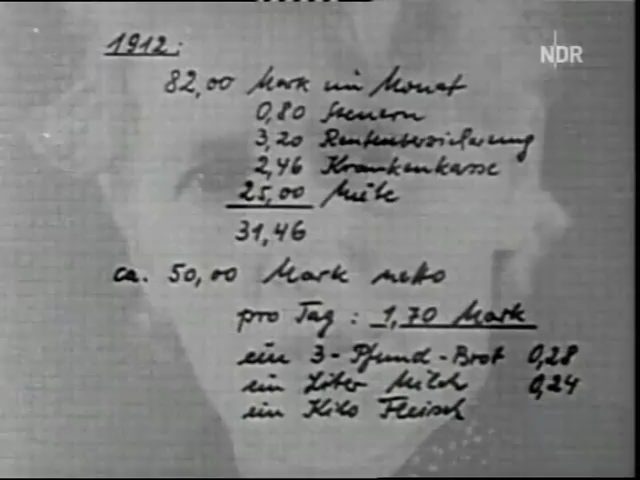 1912:
NDR
82,00 Mark im Monat
0,80 Steuern
3,20 Rentenversicherung
2,46 Krankenkasse
25,00 Miete
31,46
ca. 50,00 Mark netto
pro Tag : 1,70 Mark
ein 3-Pfund-Brot 0,28
ein Liter Milch 0,24
ein Kilo Fleisch